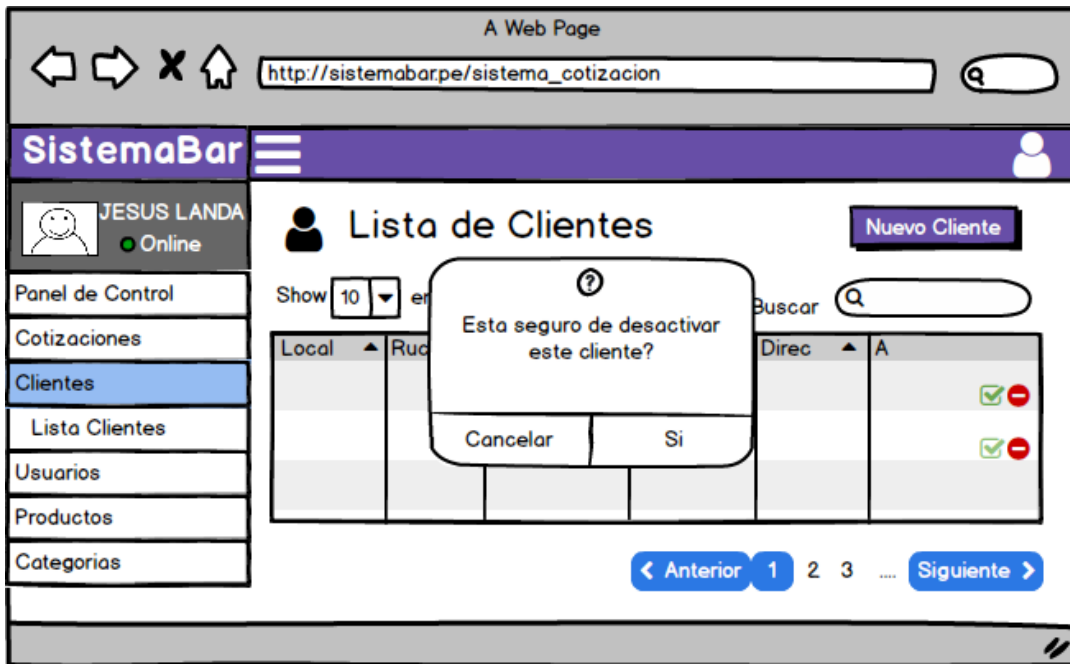 A Web Page
http://sistemabar.pe/sistema_cotizacion
SistemaBar
JESUS LANDA
Online
Lista de Clientes
Nuevo Cliente
Panel de Control
Cotizaciones
Clientes
Lista Clientes
Usuarios
Productos
Categorias
Show 10 en
Buscar
Local Ruc Direc A
Esta seguro de desactivar
este cliente?
Cancelar Si
Anterior 1 2 3 .... Siguiente